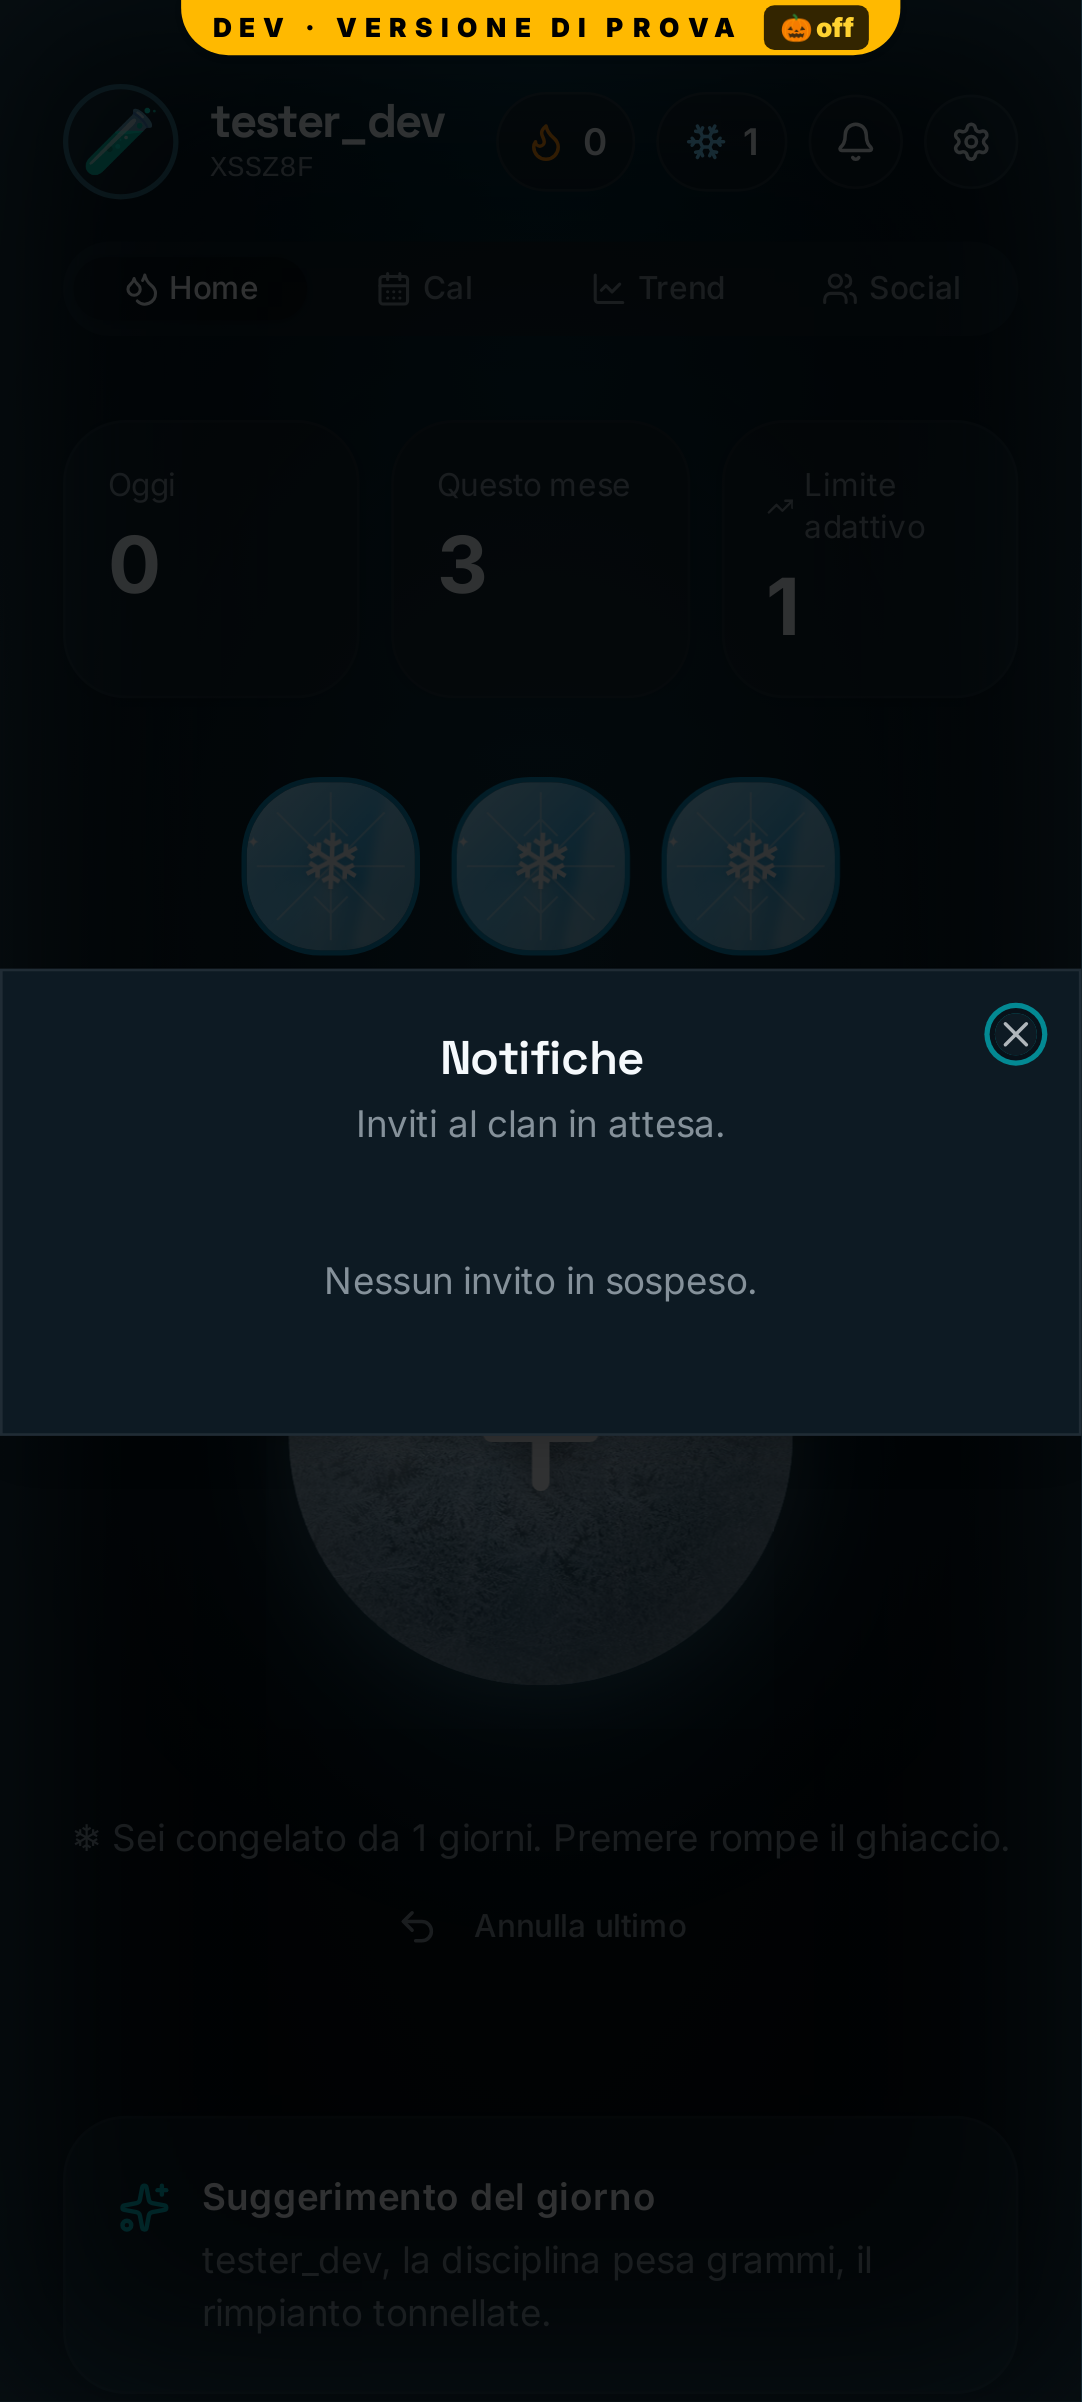 DEV · VERSIONE DI PROVA 🎃off
tester_dev
XSSZ8F
0
1
Home
Cal
Trend
Social
Oggi
0
Questo mese
3
Limite
adattivo
1
Notifiche
Inviti al clan in attesa.
Nessun invito in sospeso.
❄ Sei congelato da 1 giorni. Premere rompe il ghiaccio.
Annulla ultimo
Suggerimento del giorno
tester_dev, la disciplina pesa grammi, il
rimpianto tonnellate.